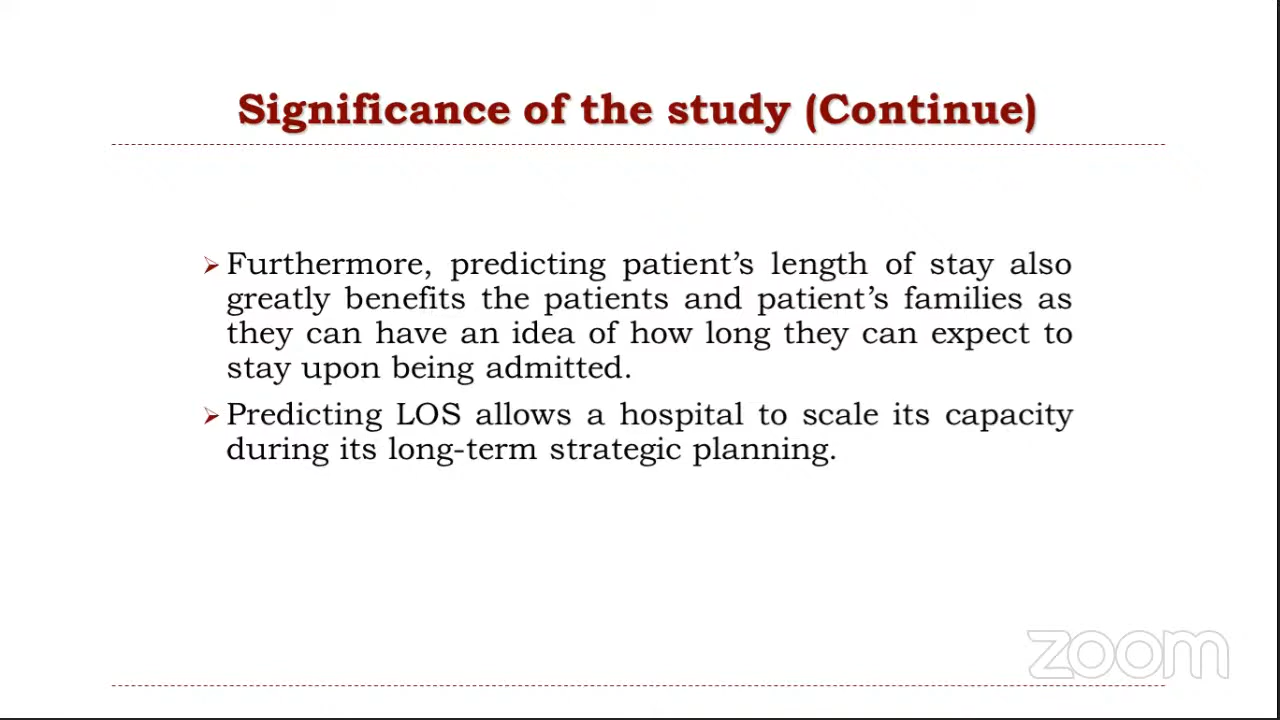 Significance of the study (Continue)
Furthermore, predicting patient’s length of stay also
greatly benefits the patients and patient’s families as
they can have an idea of how long they can expect to
stay upon being admitted.
Predicting LOS allows a hospital to scale its capacity
during its long-term strategic planning.
zoom